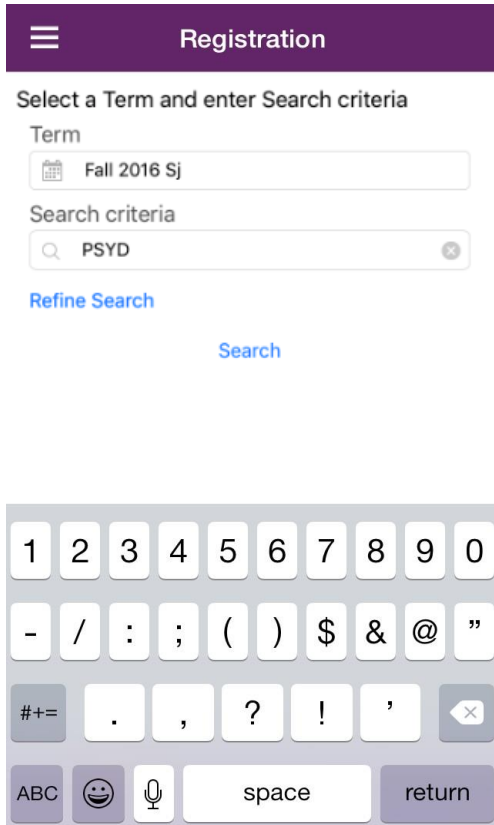 Registration
Select a Term and enter Search criteria
Term
Fall 2016 Sj
Search criteria
PSYD
Refine Search
Search
1 2 3 4 5 6 7 8 9 0
- / : ; ( ) $ & @ ”
#+= . , ? ! ’
ABC space return